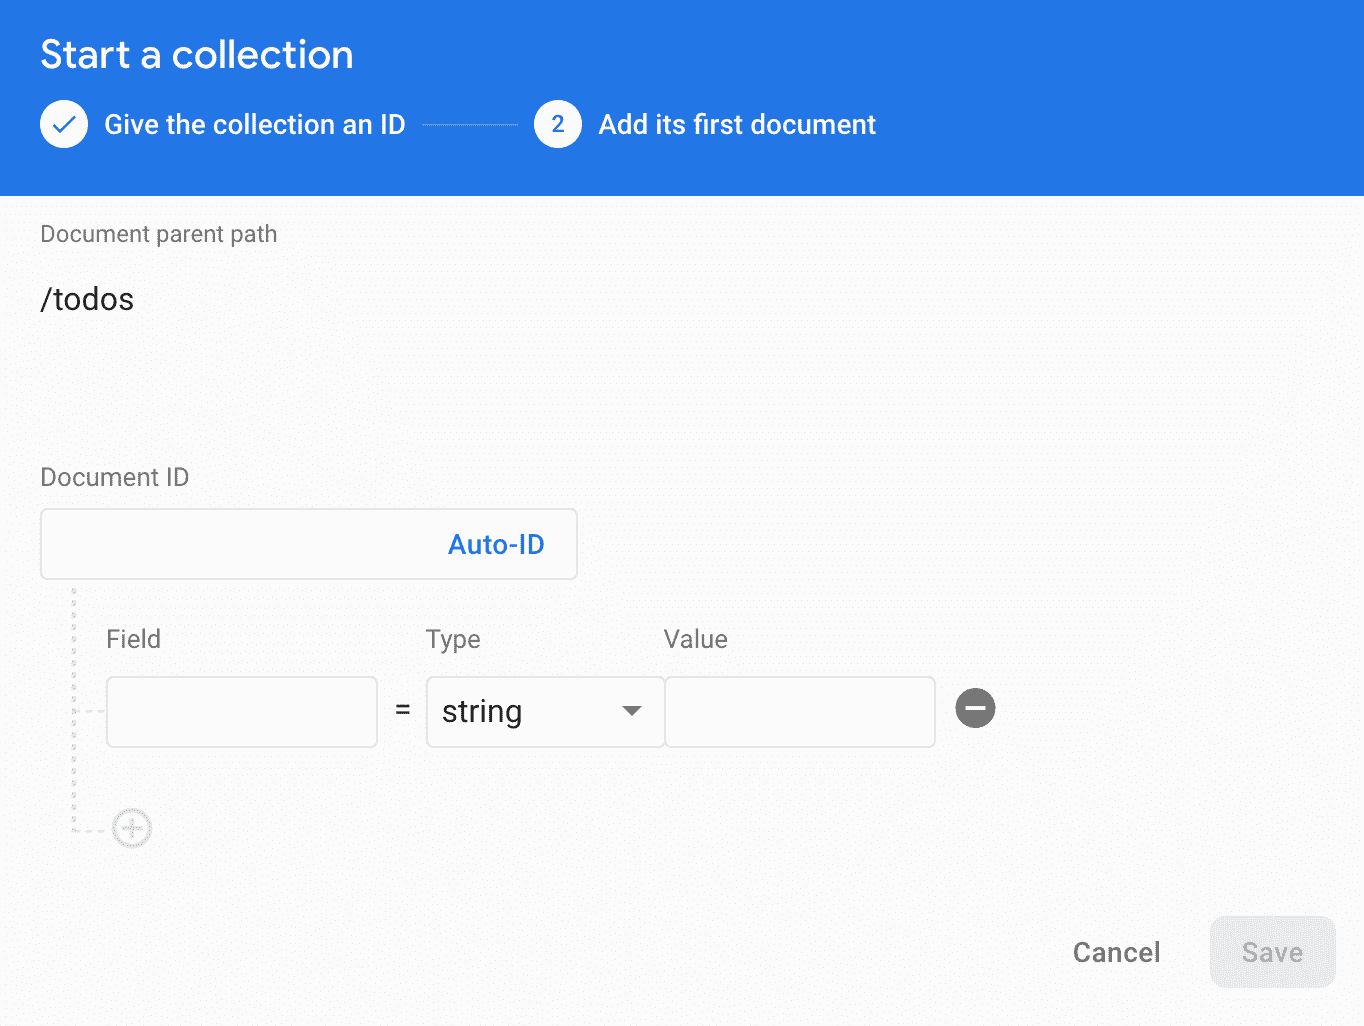 Start a collection
Give the collection an ID 2 Add its first document
Document parent path
/todos
Document ID
Auto-ID
Field Type Value
= string
Cancel Save